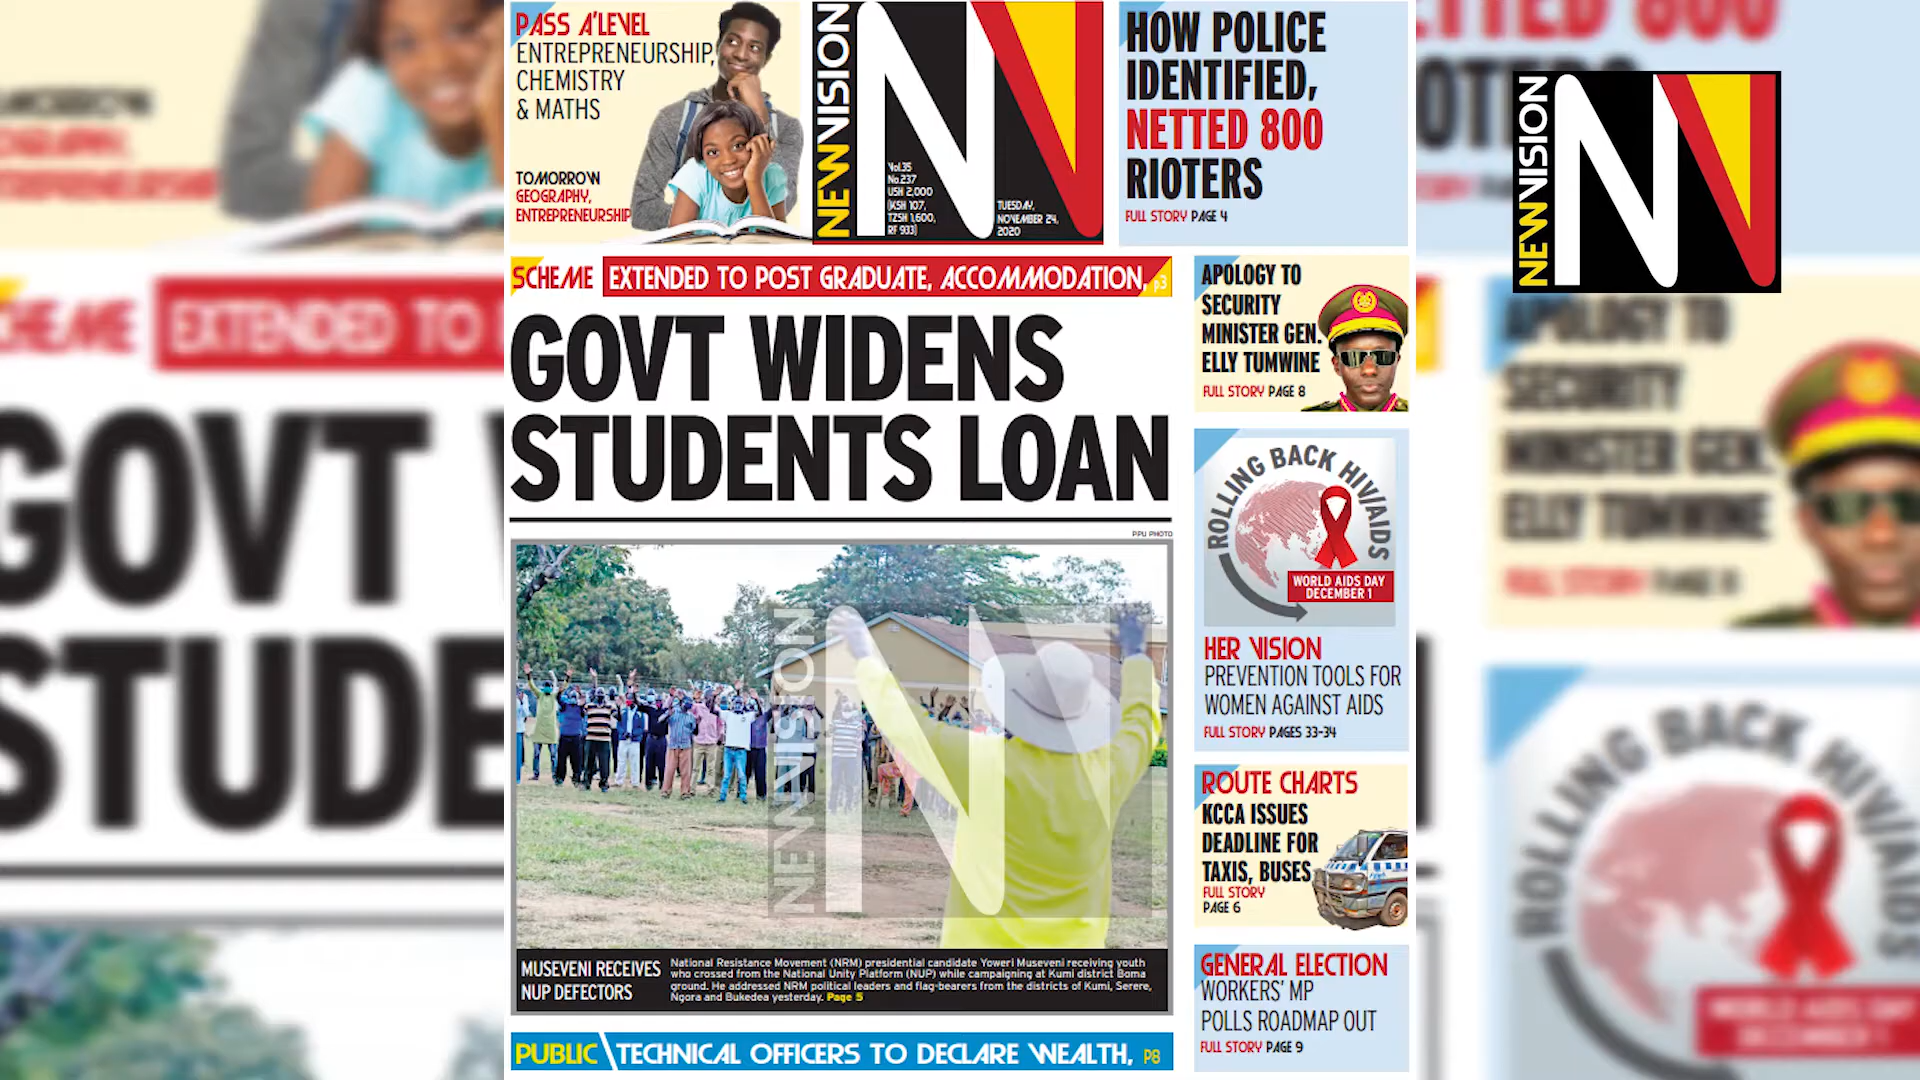 PASS A'LEVEL
ENTREPRENEURSHIP,
CHEMISTRY
& MATHS
TOMORROW
GEOGRAPHY,
ENTREPRENEURSHIP
NEW VISION
Vol.35
No.237
USH 2,000
(KSH 107,
TZSH 1,600,
RF 933)
TUESDAY,
NOVEMBER 24,
2020
HOW POLICE
IDENTIFIED,
NETTED 800
RIOTERS
FULL STORY PAGE 4
NEW VISION
SCHEME EXTENDED TO POST GRADUATE, ACCOMMODATION, p3
GOVT WIDENS
STUDENTS LOAN
PPU PHOTO
NEW VISION
MUSEVENI RECEIVES
NUP DEFECTORS
National Resistance Movement (NRM) presidential candidate Yoweri Museveni receiving youth
who crossed from the National Unity Platform (NUP) while campaigning at Kumi district Boma
ground. He addressed NRM political leaders and flag-bearers from the districts of Kumi, Serere,
Ngora and Bukedea yesterday. Page 5
PUBLIC TECHNICAL OFFICERS TO DECLARE WEALTH, P8
APOLOGY TO
SECURITY
MINISTER GEN.
ELLY TUMWINE
FULL STORY PAGE 8
ROLLING BACK HIV/AIDS
WORLD AIDS DAY
DECEMBER 1
HER VISION
PREVENTION TOOLS FOR
WOMEN AGAINST AIDS
FULL STORY PAGES 33-34
ROUTE CHARTS
KCCA ISSUES
DEADLINE FOR
TAXIS, BUSES
FULL STORY
PAGE 6
GENERAL ELECTION
WORKERS' MP
POLLS ROADMAP OUT
FULL STORY PAGE 9